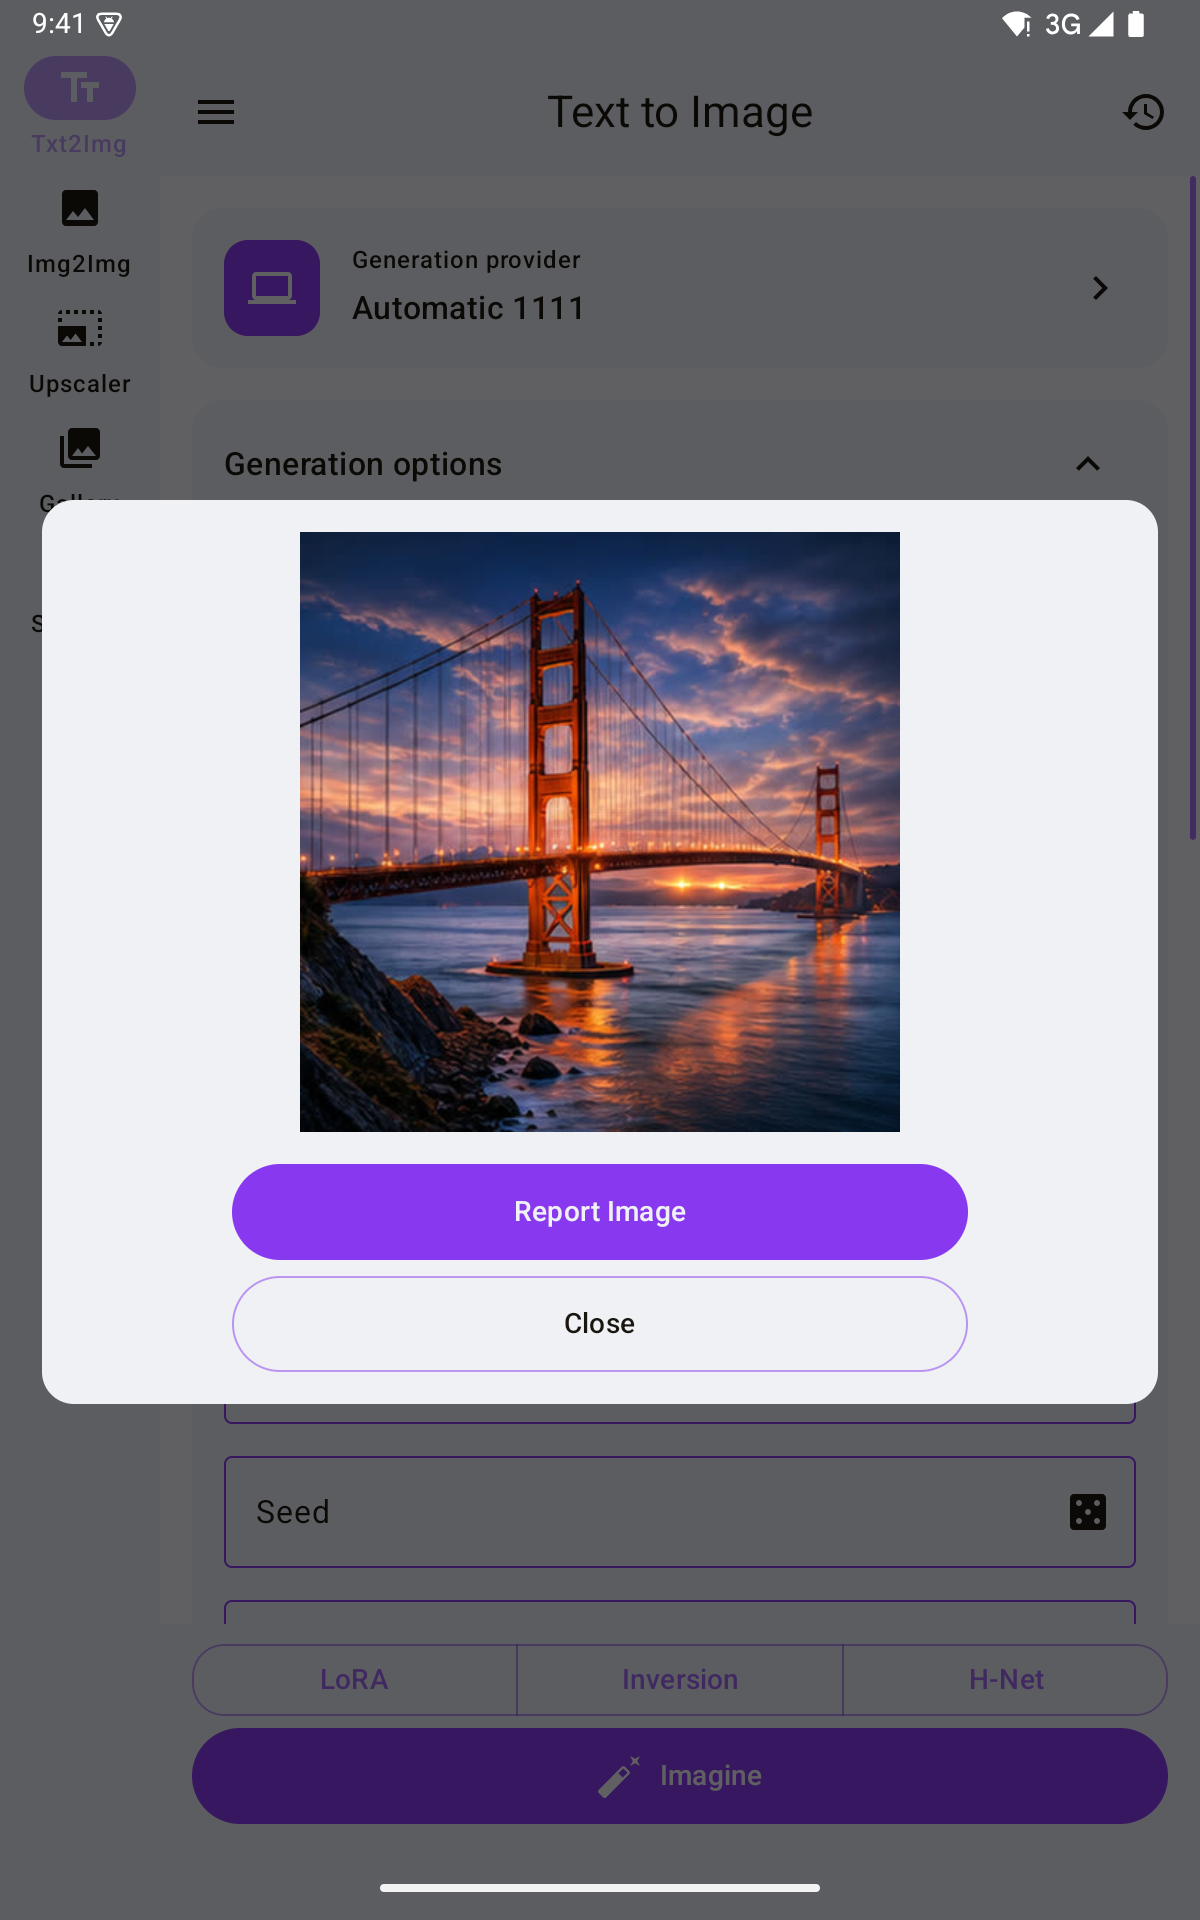 9:41
3G
Txt2Img
Text to Image
Img2Img
Upscaler
Generation provider
Automatic 1111
Generation options
Report Image
Close
Seed
LoRA
Inversion
H-Net
Imagine